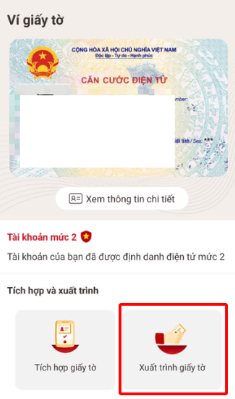 Ví giấy tờ
CỘNG HÒA XÃ HỘI CHỦ NGHĨA VIỆT NAM
Độc lập - Tự do - Hạnh phúc
CĂN CƯỚC ĐIỆN TỬ
Xem thông tin chi tiết
Tài khoản mức 2
Tài khoản của bạn đã được định danh điện tử mức 2
Tích hợp và xuất trình
Tích hợp giấy tờ
Xuất trình giấy tờ